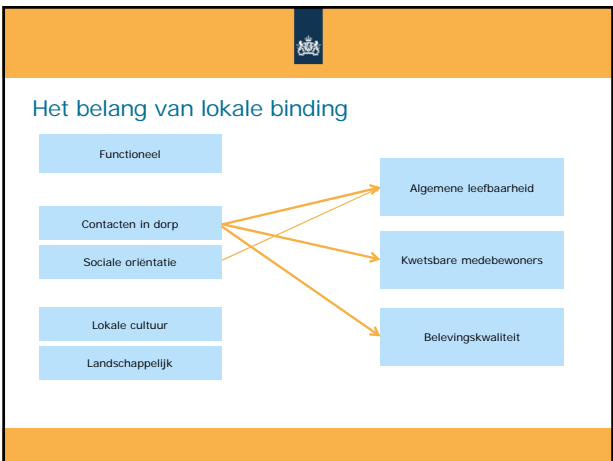 Het belang van lokale binding
Functioneel
Contacten in dorp
Sociale oriëntatie
Lokale cultuur
Landschappelijk
Algemene leefbaarheid
Kwetsbare medebewoners
Belevingskwaliteit